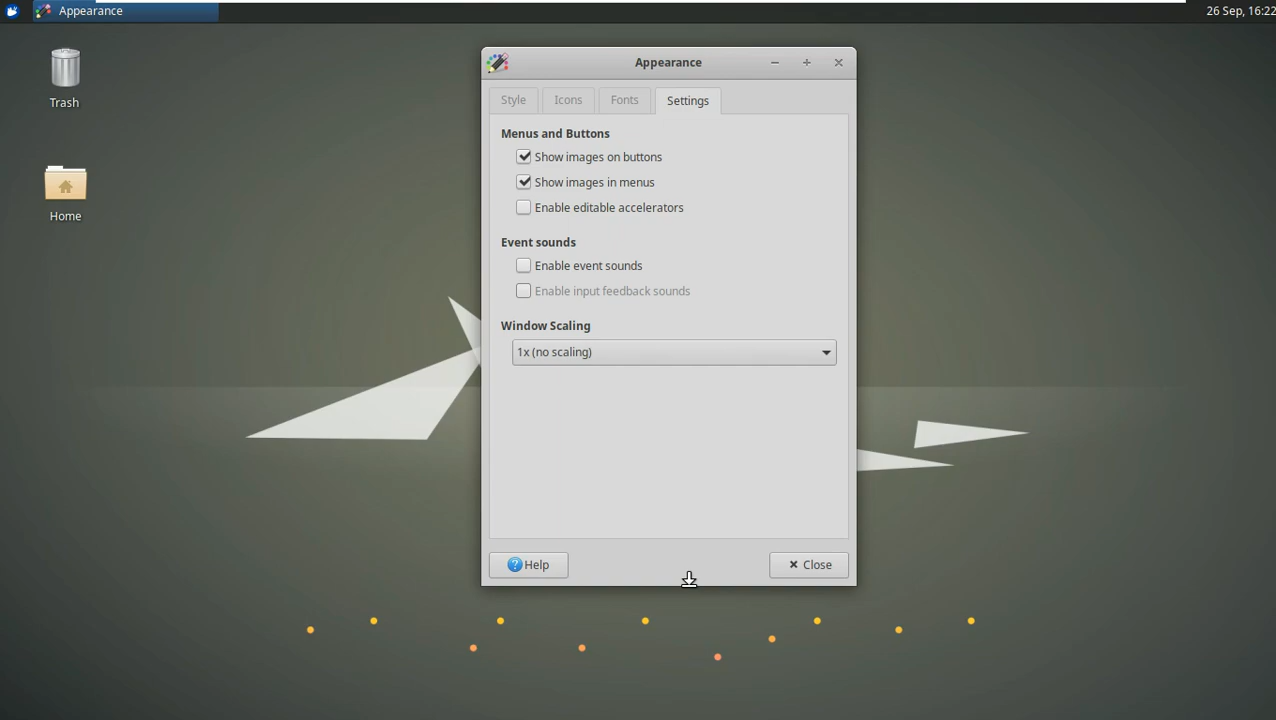 Appearance
26 Sep, 16:22
Trash
Home
Appearance
Style
Icons
Fonts
Settings
Menus and Buttons
Show images on buttons
Show images in menus
Enable editable accelerators
Event sounds
Enable event sounds
Enable input feedback sounds
Window Scaling
1x (no scaling)
Help
Close